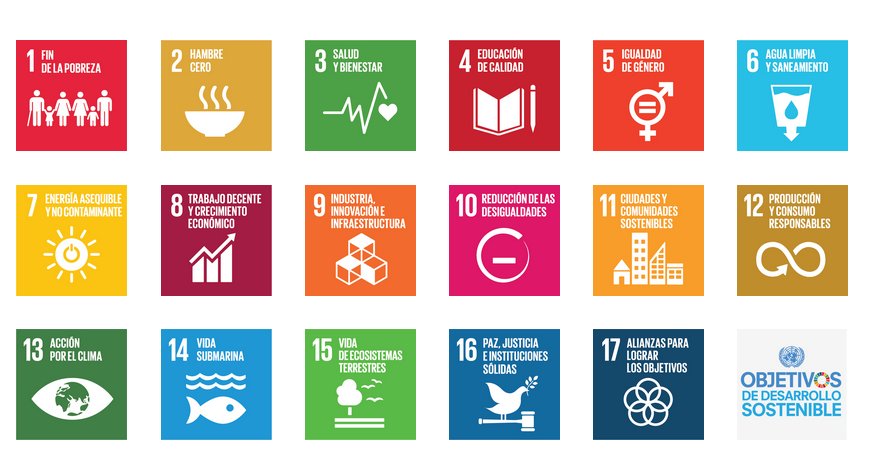 1 FIN
DE LA POBREZA
2 HAMBRE
CERO
3 SALUD
Y BIENESTAR
4 EDUCACIÓN
DE CALIDAD
5 IGUALDAD
DE GÉNERO
6 AGUA LIMPIA
Y SANEAMIENTO
7 ENERGÍA ASEQUIBLE
Y NO CONTAMINANTE
8 TRABAJO DECENTE
Y CRECIMIENTO
ECONÓMICO
9 INDUSTRIA,
INNOVACIÓN E
INFRAESTRUCTURA
10 REDUCCIÓN DE LAS
DESIGUALDADES
11 CIUDADES Y
COMUNIDADES
SOSTENIBLES
12 PRODUCCIÓN
Y CONSUMO
RESPONSABLES
13 ACCIÓN
POR EL CLIMA
14 VIDA
SUBMARINA
15 VIDA
DE ECOSISTEMAS
TERRESTRES
16 PAZ, JUSTICIA
E INSTITUCIONES
SÓLIDAS
17 ALIANZAS PARA
LOGRAR
LOS OBJETIVOS
OBJETIVOS
DE DESARROLLO
SOSTENIBLE